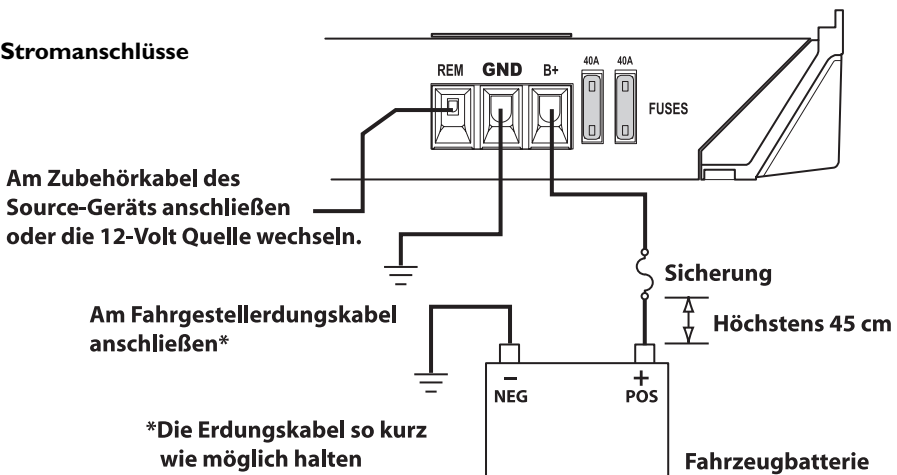 Stromanschlüsse
REM GND B+ 40A 40A
FUSES
Am Zubehörkabel des
Source-Geräts anschließen
oder die 12-Volt Quelle wechseln.
Sicherung
Höchstens 45 cm
Am Fahrgestellerdungskabel
anschließen*
– +
NEG POS
*Die Erdungskabel so kurz
wie möglich halten
Fahrzeugbatterie